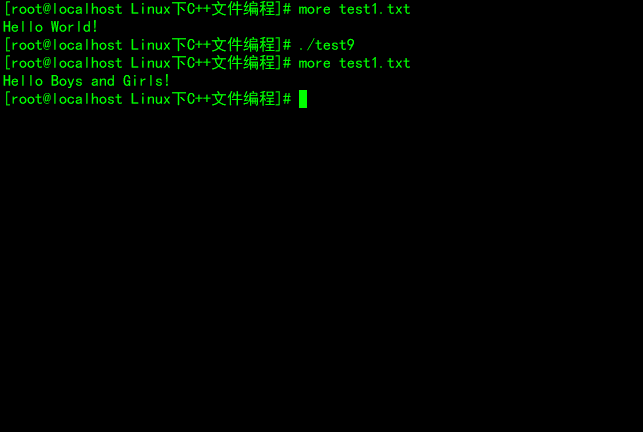 [root@localhost Linux下C++文件编程]# more test1.txt
Hello World!
[root@localhost Linux下C++文件编程]# ./test9
[root@localhost Linux下C++文件编程]# more test1.txt
Hello Boys and Girls!
[root@localhost Linux下C++文件编程]#